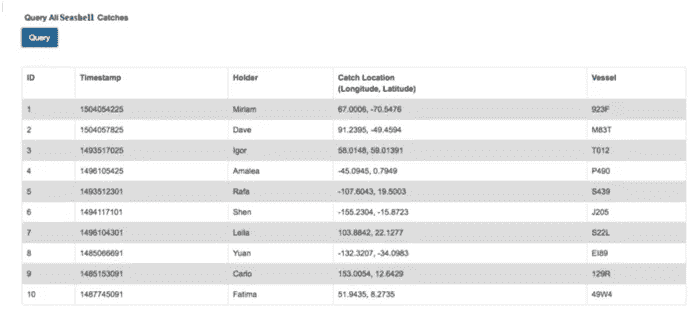 Query All Seashell Catches
Query
ID Timestamp Holder Catch Location (Longitude, Latitude) Vessel
1 1504054225 Miriam 67.0006, -70.5476 923F
2 1504057825 Dave 91.2395, -49.4594 M83T
3 1493517025 Igor 58.0148, 59.01391 T012
4 1496105425 Amalea -45.0945, 0.7949 P490
5 1493512301 Rafa -107.6043, 19.5003 S439
6 1494117101 Shen -155.2304, -15.8723 J205
7 1496104301 Leila 103.8842, 22.1277 S22L
8 1485066691 Yuan -132.3207, -34.0983 EI89
9 1485153091 Carlo 153.0054, 12.6429 129R
10 1487745091 Fatima 51.9435, 8.2735 49W4